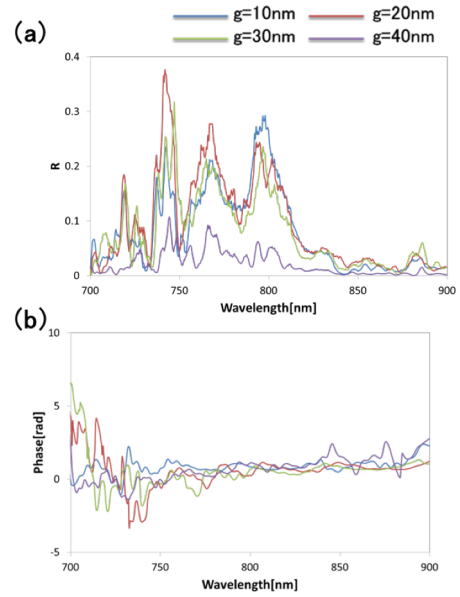 g=10nm g=20nm
g=30nm g=40nm
(a)
0.4
0.3
0.2
0.1
0
R
700 750 800 850 900
Wavelength[nm]
(b)
10
5
0
-5
Phase[rad]
700 750 800 850 900
Wavelength[nm]